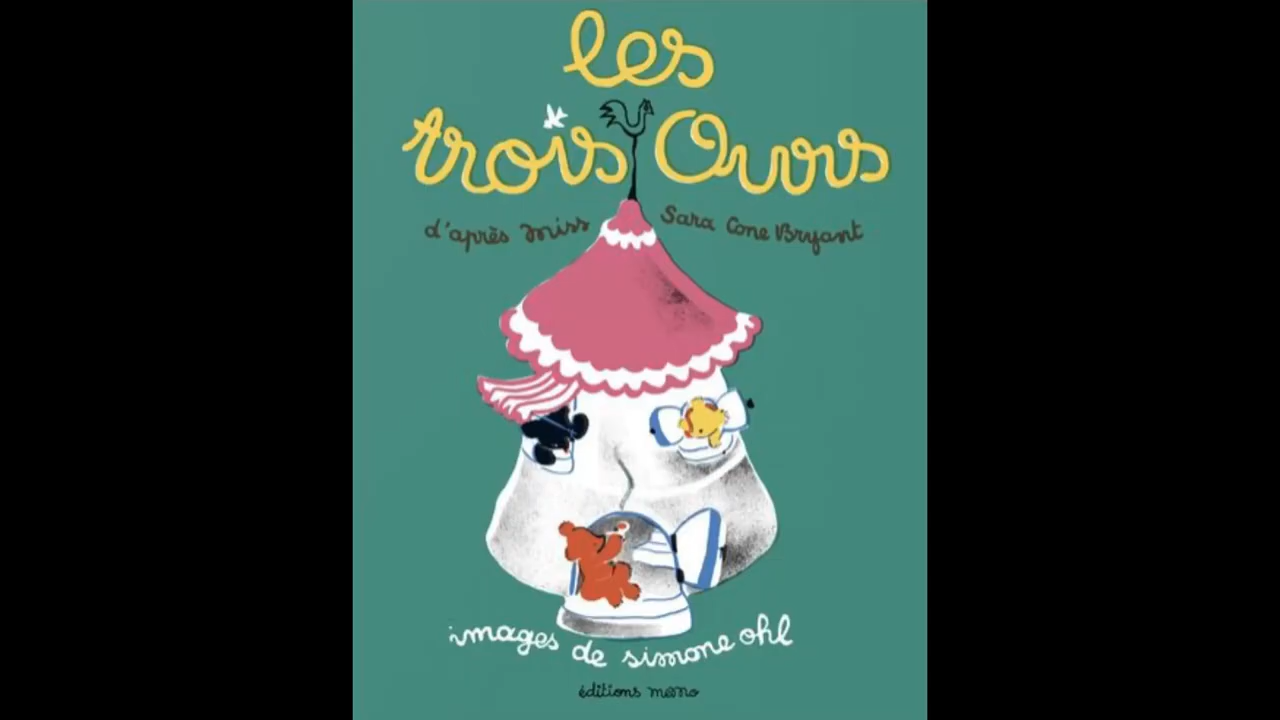 les
trois Ours
d'après miss Sara Cone Bryant
images de simone ohl
éditions memo